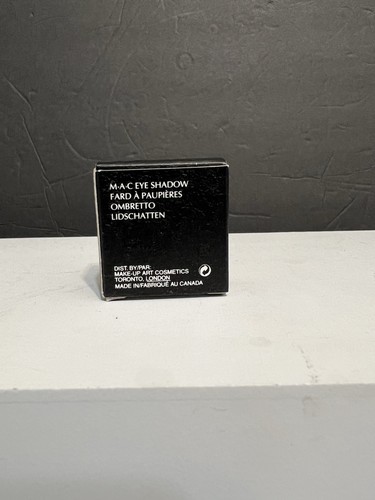 M·A·C EYE SHADOW
FARD À PAUPIÈRES
OMBRETTO
LIDSCHATTEN
DIST. BY/PAR:
MAKE-UP ART COSMETICS
TORONTO, LONDON
MADE IN/FABRIQUÉ AU CANADA